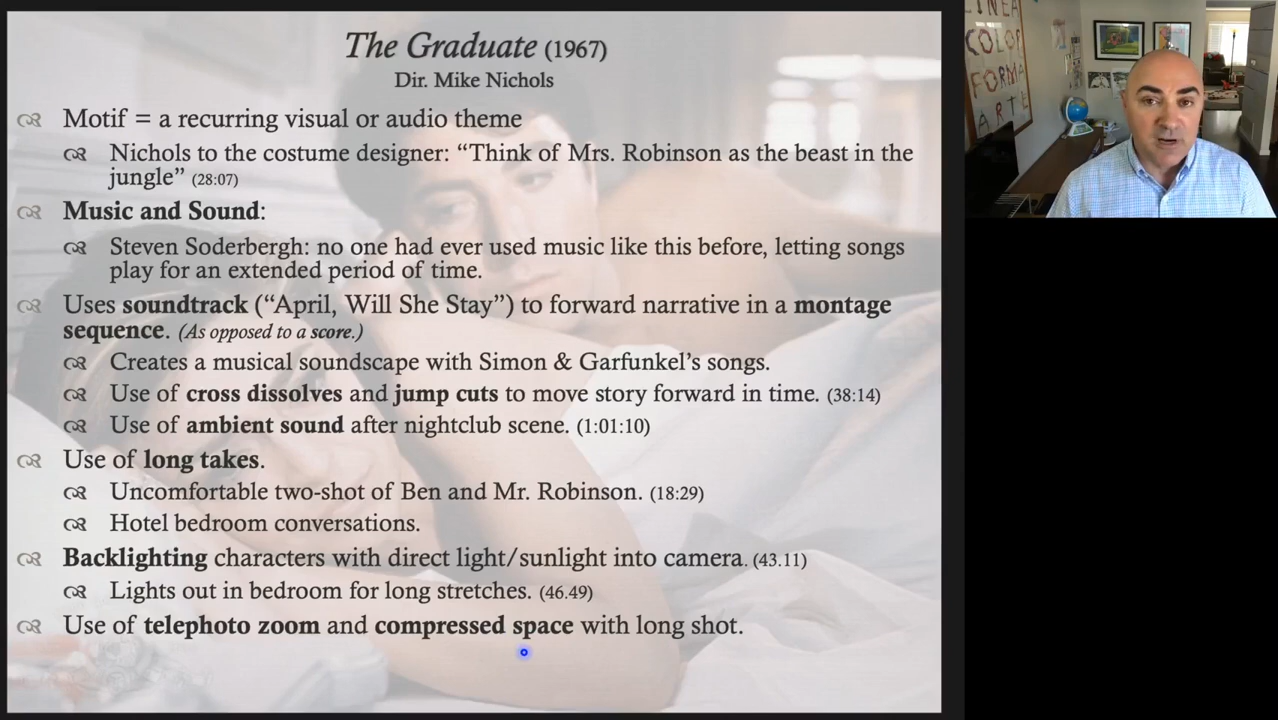 The Graduate (1967)
Dir. Mike Nichols
Motif = a recurring visual or audio theme
Nichols to the costume designer: “Think of Mrs. Robinson as the beast in the
jungle” (28:07)
Music and Sound:
Steven Soderbergh: no one had ever used music like this before, letting songs
play for an extended period of time.
Uses soundtrack (“April, Will She Stay”) to forward narrative in a montage
sequence. (As opposed to a score.)
Creates a musical soundscape with Simon & Garfunkel’s songs.
Use of cross dissolves and jump cuts to move story forward in time. (38:14)
Use of ambient sound after nightclub scene. (1:01:10)
Use of long takes.
Uncomfortable two-shot of Ben and Mr. Robinson. (18:29)
Hotel bedroom conversations.
Backlighting characters with direct light/sunlight into camera. (43.11)
Lights out in bedroom for long stretches. (46.49)
Use of telephoto zoom and compressed space with long shot.
LINEA
COLOR
FORMA
ARTE